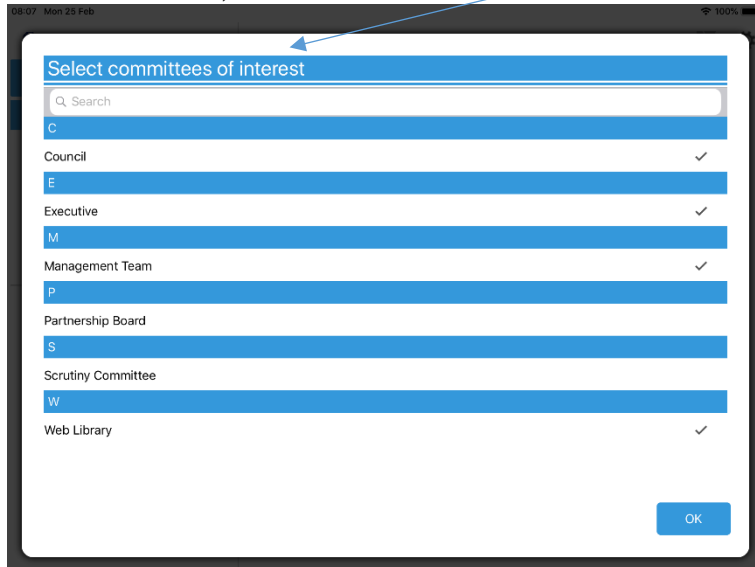 08:07 Mon 25 Feb 100%
Select committees of interest
Search
C
Council
E
Executive
M
Management Team
P
Partnership Board
S
Scrutiny Committee
W
Web Library
OK